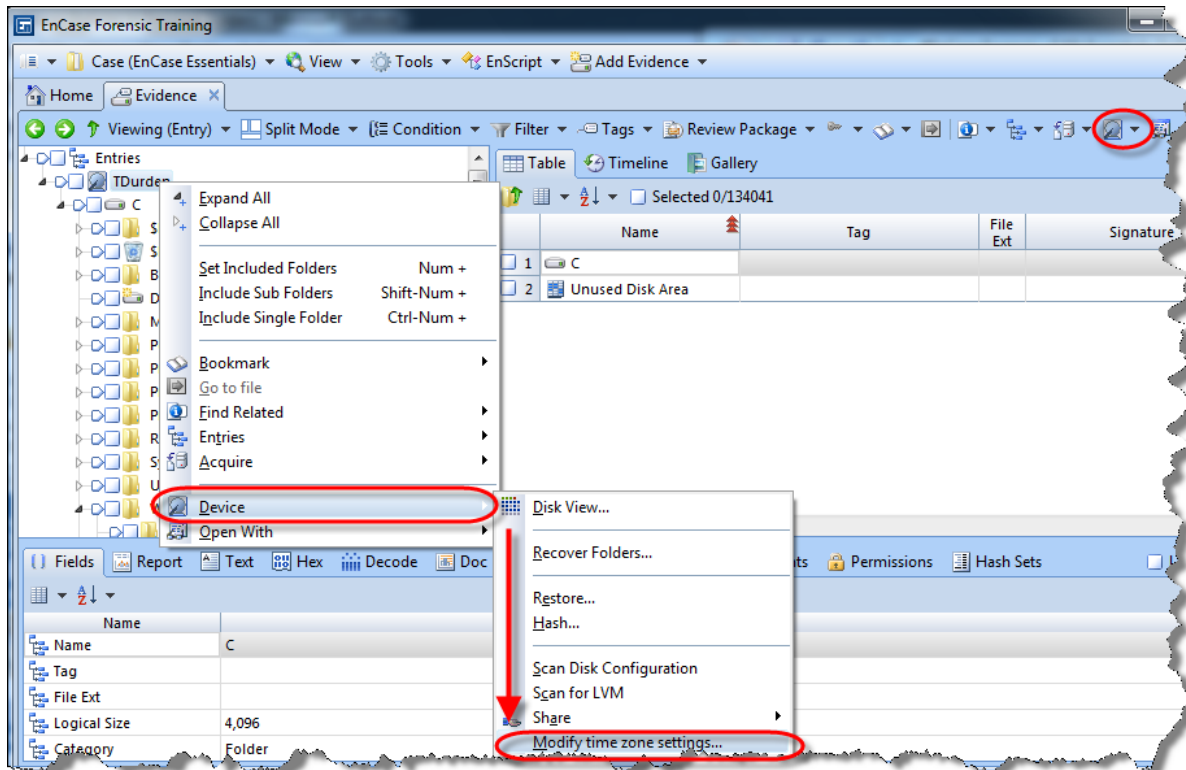 EnCase Forensic Training
Case (EnCase Essentials) View Tools EnScript Add Evidence
Home Evidence
Viewing (Entry) Split Mode Condition Filter Tags Review Package
Entries
TDurden
C
S
S
B
D
M
P
P
P
P
R
Sy
U
Expand All
Collapse All
Set Included Folders Num +
Include Sub Folders Shift-Num +
Include Single Folder Ctrl-Num +
Bookmark
Go to file
Find Related
Entries
Acquire
Device
Open With
Table Timeline Gallery
Selected 0/134041
Name Tag File Ext Signature
1 C
2 Unused Disk Area
Disk View...
Recover Folders...
Restore...
Hash...
Scan Disk Configuration
Scan for LVM
Share
Modify time zone settings...
Fields Report Text Hex Decode Doc Permissions Hash Sets
Name
Name C
Tag
File Ext
Logical Size 4,096
Category Folder